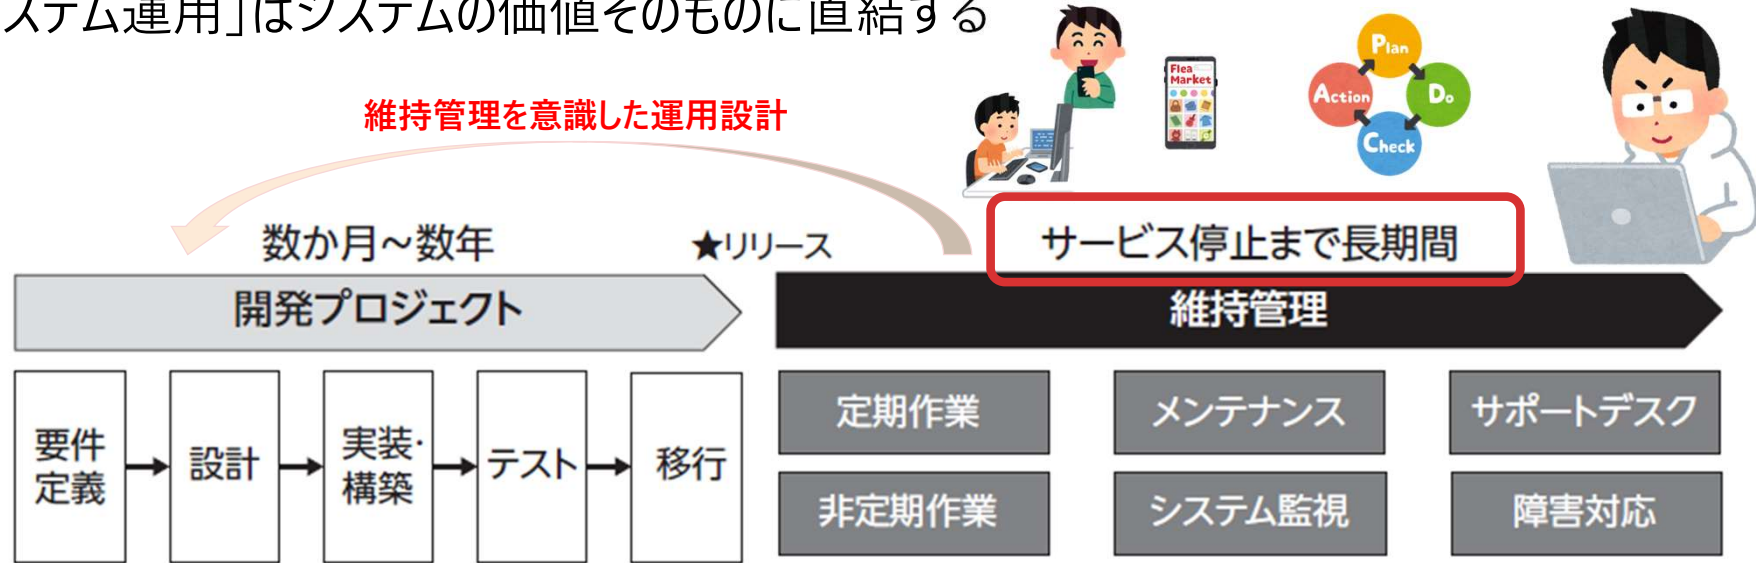 ステム運用」はシステムの価値そのものに直結する
維持管理を意識した運用設計
Flea
Market
Plan
Do
Check
Action
数か月～数年
★リリース
サービス停止まで長期間
開発プロジェクト
維持管理
要件
定義
設計
実装・
構築
テスト
移行
定期作業
メンテナンス
サポートデスク
非定期作業
システム監視
障害対応